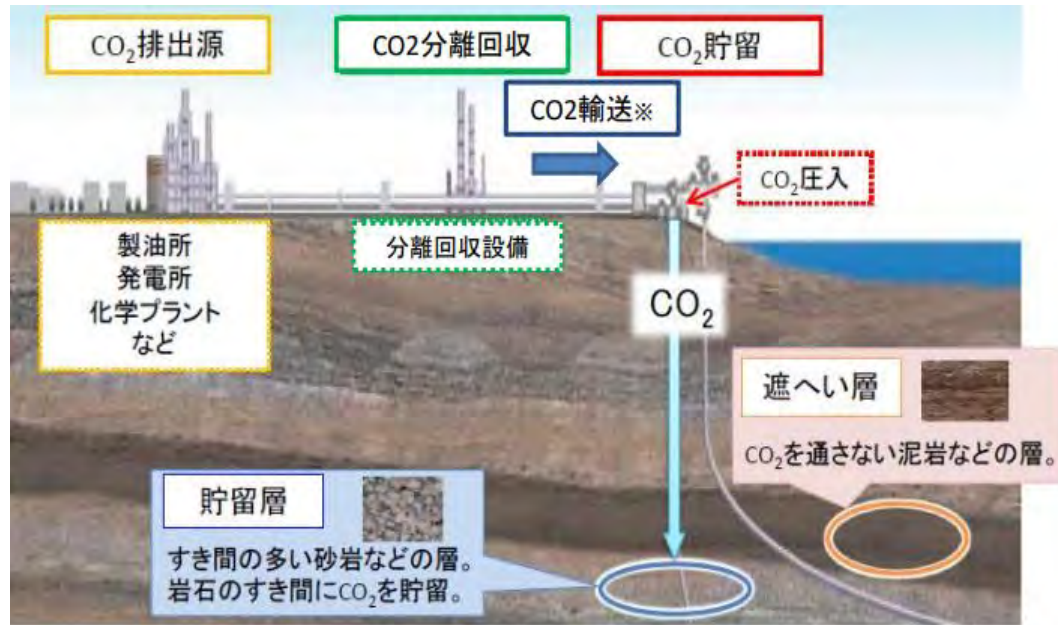 CO₂排出源
CO2分離回収
CO₂貯留
CO2輸送※
CO₂圧入
製油所
発電所
化学プラント
など
分離回収設備
CO₂
遮へい層
CO₂を通さない泥岩などの層。
貯留層
すき間の多い砂岩などの層。
岩石のすき間にCO₂を貯留。